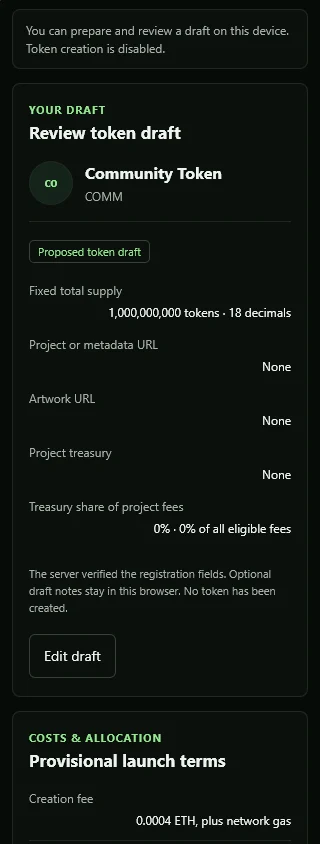 You can prepare and review a draft on this device.
Token creation is disabled.
YOUR DRAFT
Review token draft
CO
Community Token
COMM
Proposed token draft
Fixed total supply
1,000,000,000 tokens · 18 decimals
Project or metadata URL
None
Artwork URL
None
Project treasury
None
Treasury share of project fees
0% · 0% of all eligible fees
The server verified the registration fields. Optional
draft notes stay in this browser. No token has been
created.
Edit draft
COSTS & ALLOCATION
Provisional launch terms
Creation fee
0.0004 ETH, plus network gas